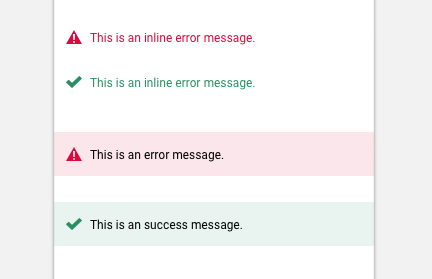 This is an inline error message.
This is an inline error message.
This is an error message.
This is an success message.